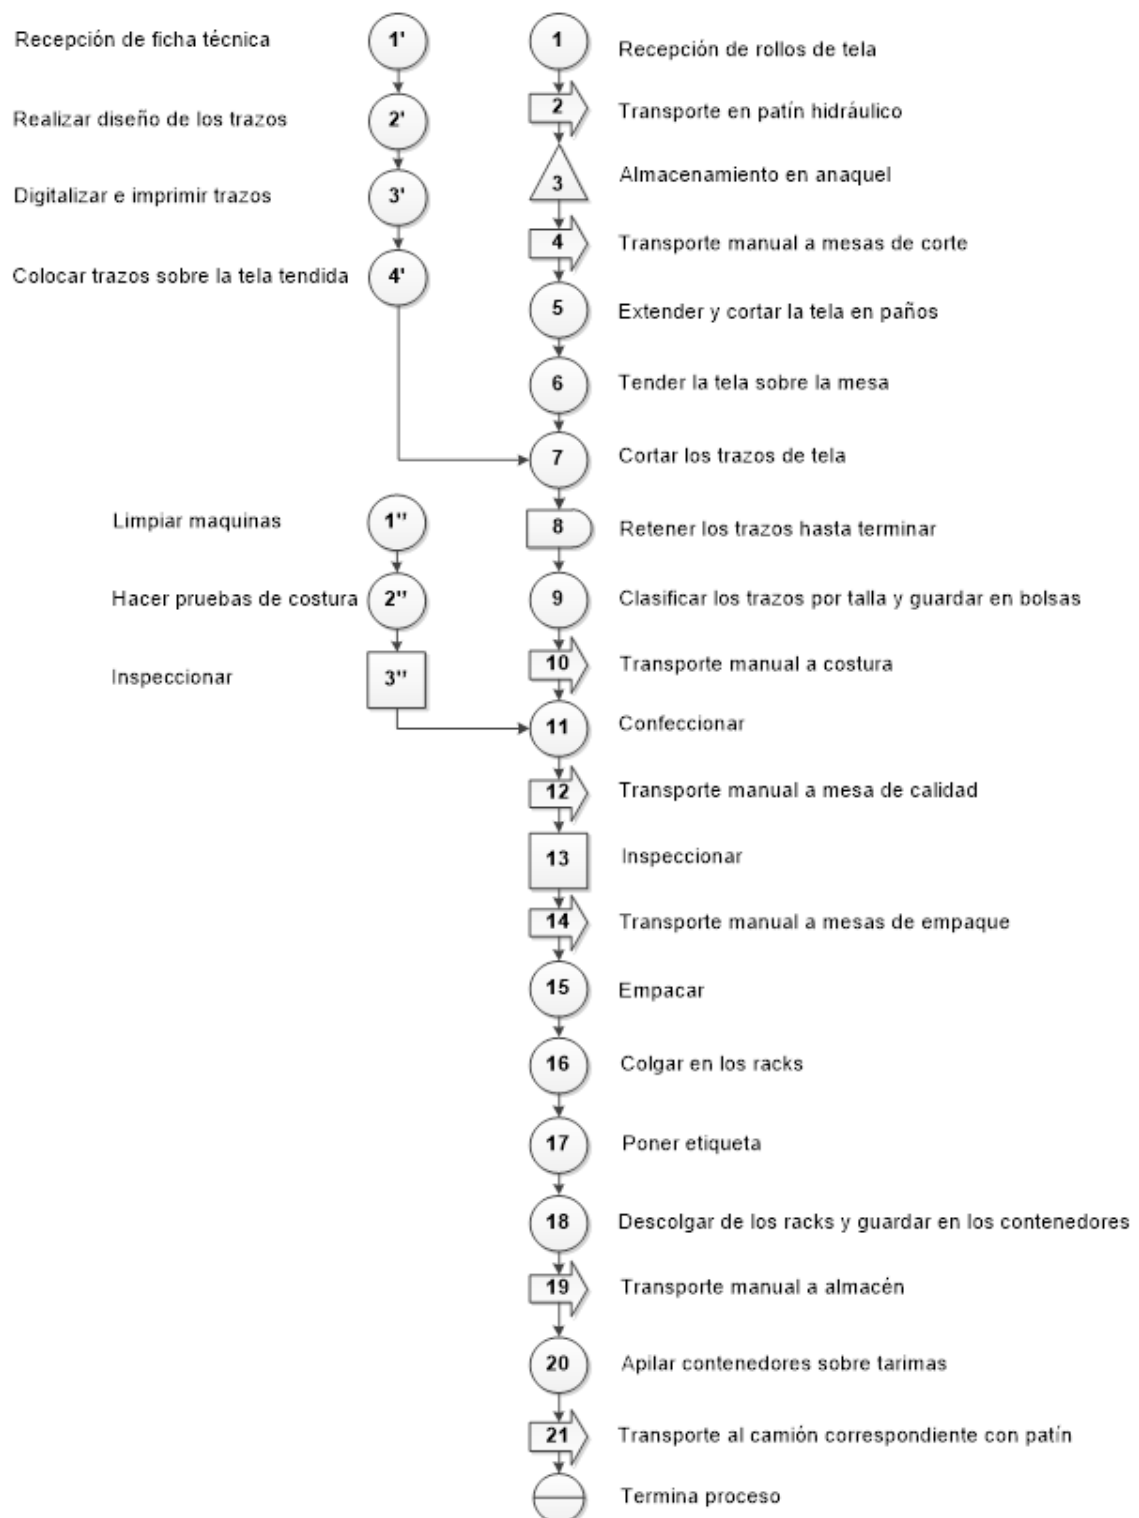 Recepción de ficha técnica 1' 1 Recepción de rollos de tela
2 Transporte en patín hidráulico
Realizar diseño de los trazos 2'
3 Almacenamiento en anaquel
Digitalizar e imprimir trazos 3'
4 Transporte manual a mesas de corte
Colocar trazos sobre la tela tendida 4'
5 Extender y cortar la tela en paños
6 Tender la tela sobre la mesa
7 Cortar los trazos de tela
Limpiar maquinas 1"
8 Retener los trazos hasta terminar
Hacer pruebas de costura 2" 9 Clasificar los trazos por talla y guardar en bolsas
10 Transporte manual a costura
Inspeccionar 3"
11 Confeccionar
12 Transporte manual a mesa de calidad
13 Inspeccionar
14 Transporte manual a mesas de empaque
15 Empacar
16 Colgar en los racks
17 Poner etiqueta
18 Descolgar de los racks y guardar en los contenedores
19 Transporte manual a almacén
20 Apilar contenedores sobre tarimas
21 Transporte al camión correspondiente con patín
Termina proceso